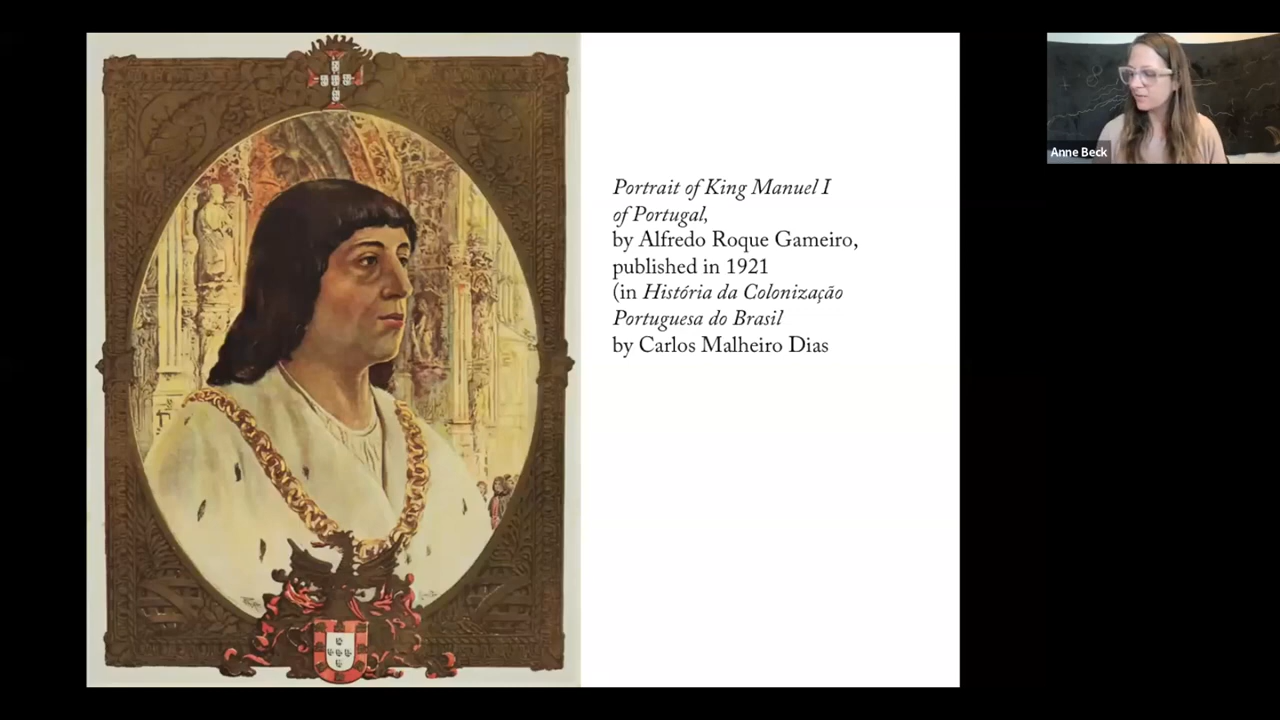 Portrait of King Manuel I
of Portugal,
by Alfredo Roque Gameiro,
published in 1921
(in História da Colonização
Portuguesa do Brasil
by Carlos Malheiro Dias
Anne Beck